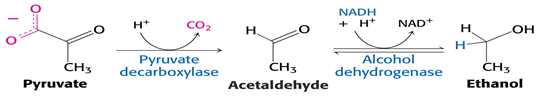 O
O
O
CH₃
Pyruvate
H⁺
CO₂
Pyruvate
decarboxylase
H
O
CH₃
Acetaldehyde
NADH
+ H⁺
NAD⁺
Alcohol
dehydrogenase
H
H
OH
CH₃
Ethanol